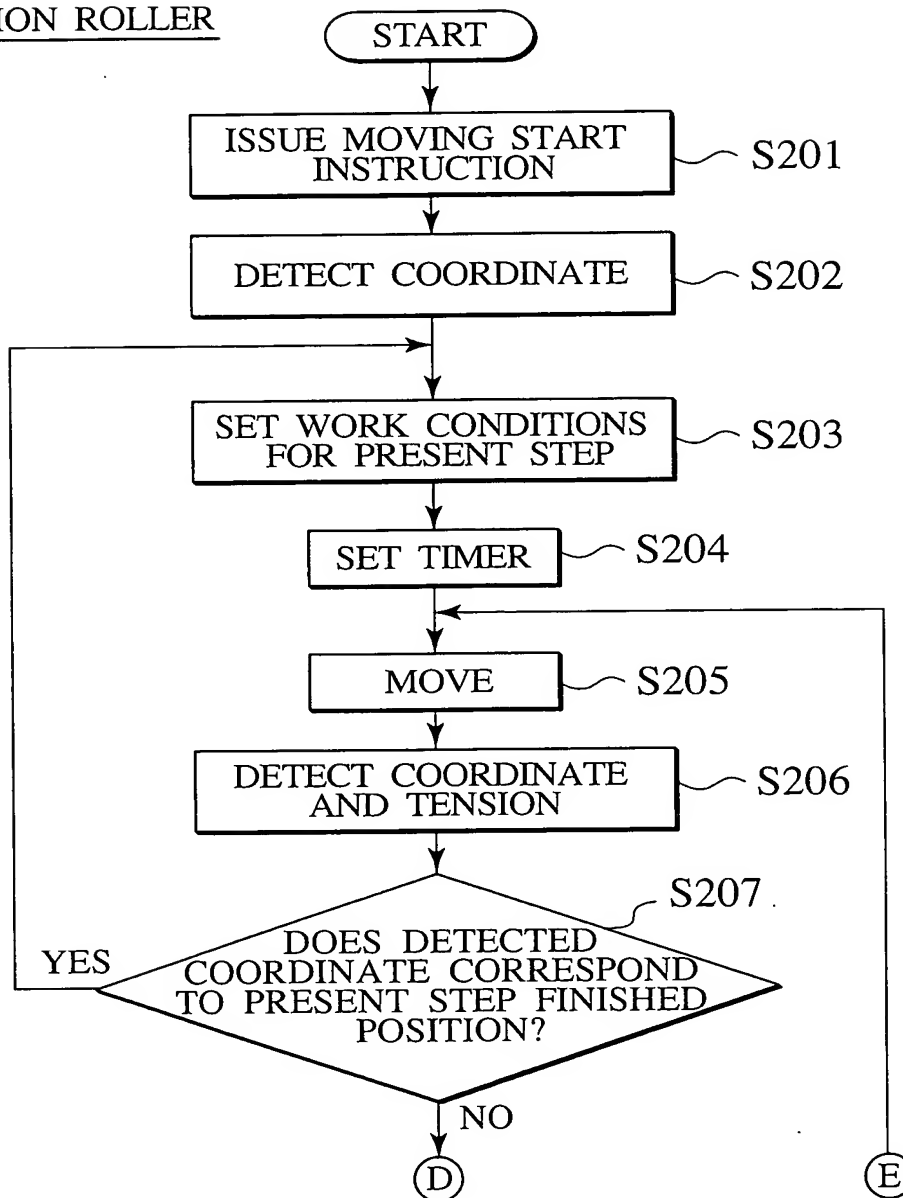 ION ROLLER
START
ISSUE MOVING START
INSTRUCTION
S201
DETECT COORDINATE
S202
SET WORK CONDITIONS
FOR PRESENT STEP
S203
SET TIMER
S204
MOVE
S205
DETECT COORDINATE
AND TENSION
S206
S207
DOES DETECTED
COORDINATE CORRESPOND
TO PRESENT STEP FINISHED
POSITION?
YES
NO
D
E